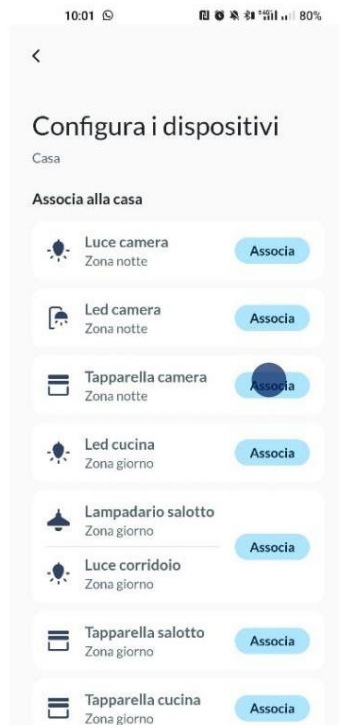 10:01 80%
Configura i dispositivi
Casa
Associa alla casa
Luce camera
Zona notte
Associa
Led camera
Zona notte
Associa
Tapparella camera
Zona notte
Associa
Led cucina
Zona giorno
Associa
Lampadario salotto
Zona giorno
Luce corridoio
Zona giorno
Associa
Tapparella salotto
Zona giorno
Associa
Tapparella cucina
Zona giorno
Associa